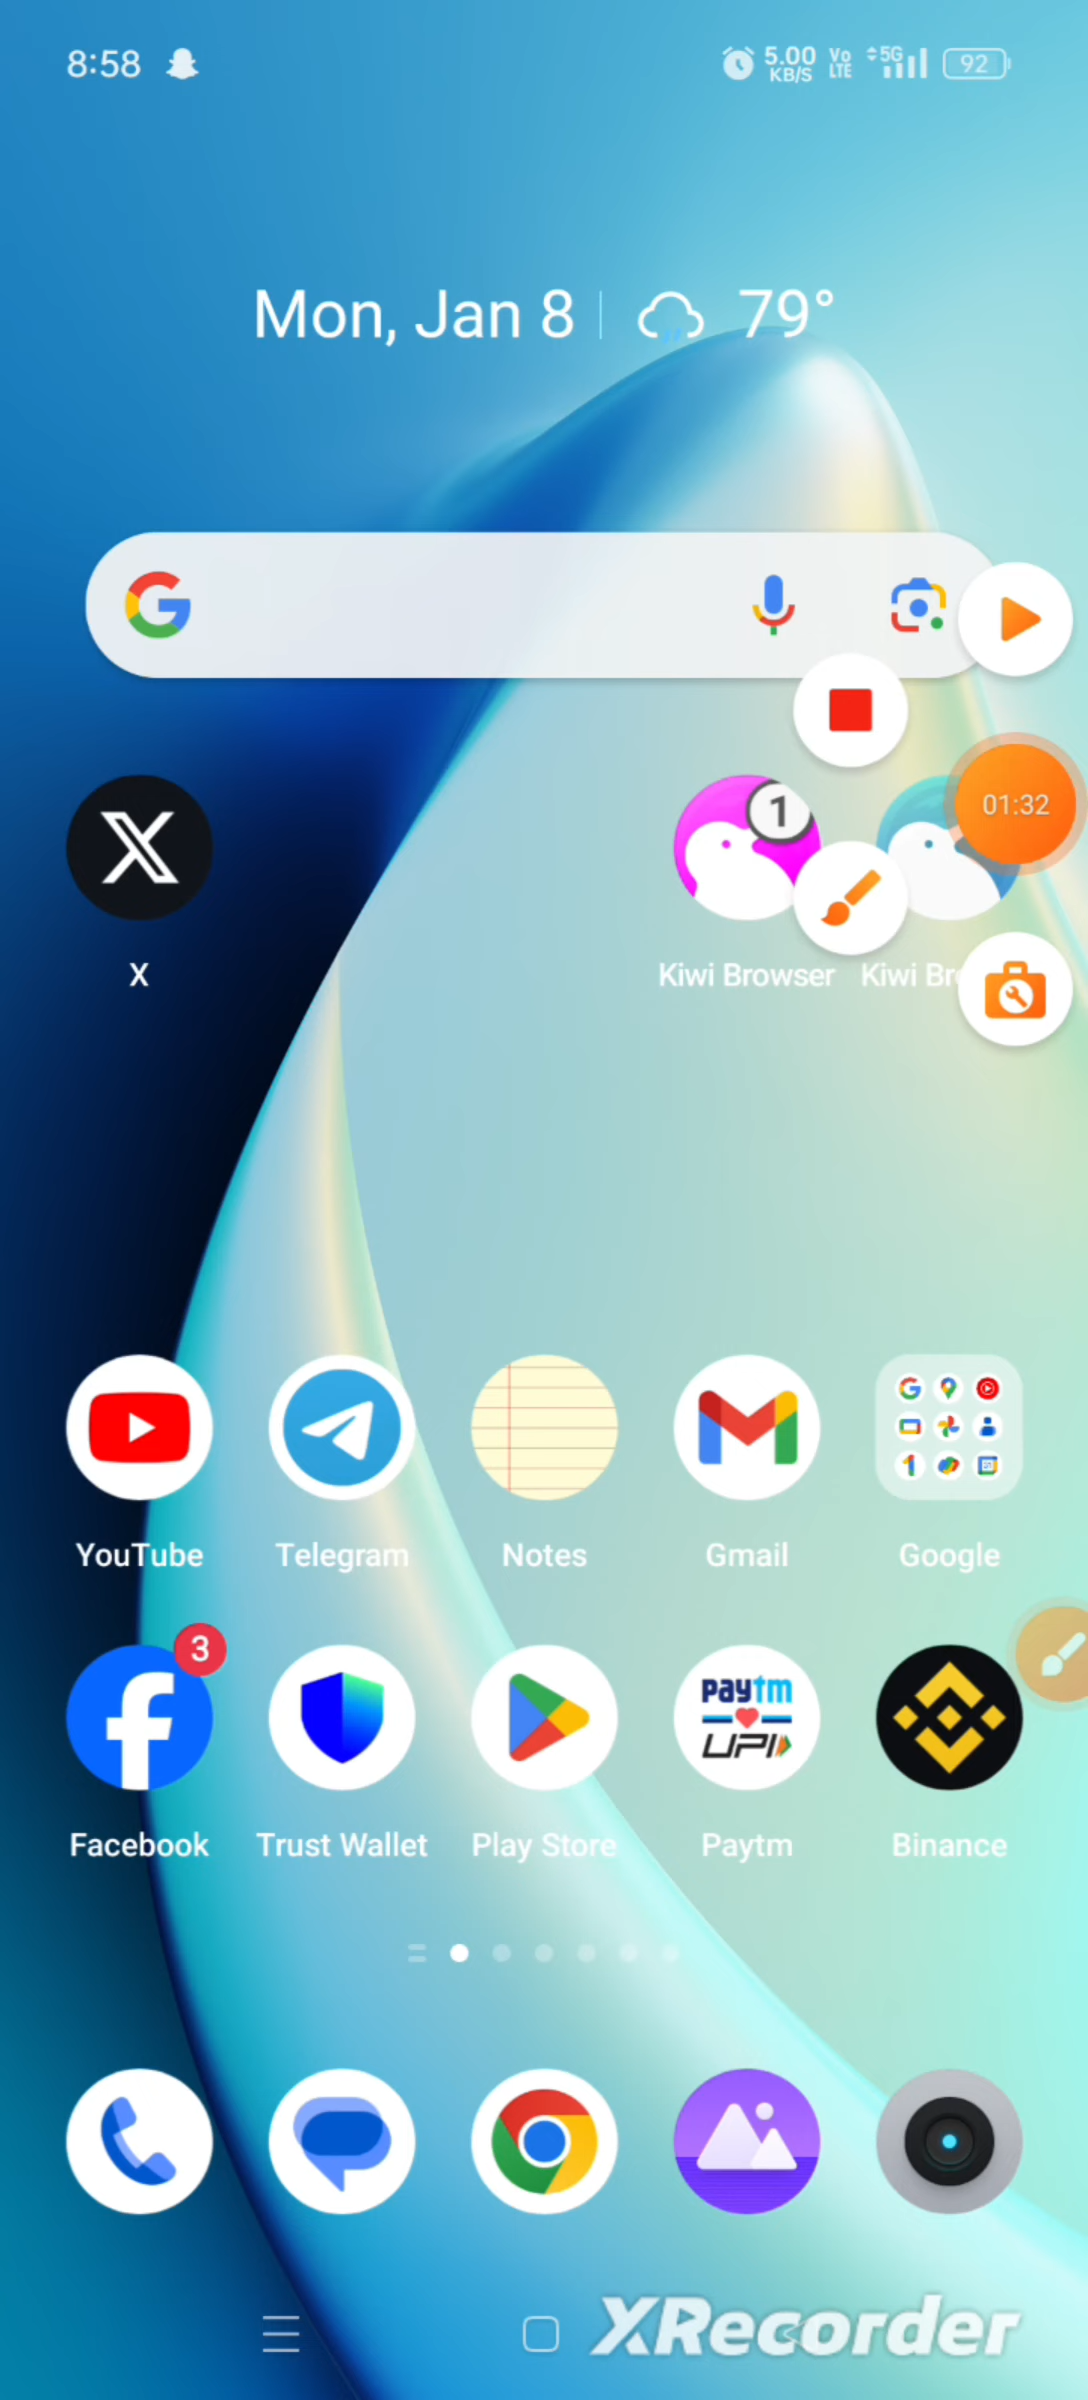 8:58
5.00 KB/S
Vo LTE
5G
92
Mon, Jan 8
79°
01:32
1
X
Kiwi Browser
Kiwi Br
YouTube
Telegram
Notes
Gmail
Google
3
paytm
UPI
Facebook
Trust Wallet
Play Store
Paytm
Binance
XRecorder